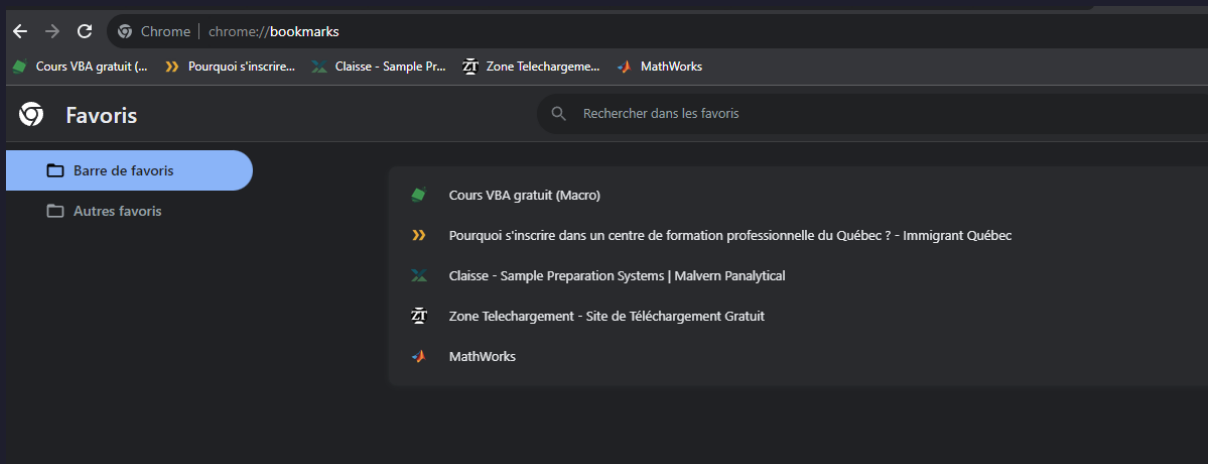 Chrome | chrome://bookmarks
Cours VBA gratuit (... Pourquoi s'inscrire... Claisse - Sample Pr... ZT Zone Telechargeme... MathWorks
Favoris Rechercher dans les favoris
Barre de favoris
Autres favoris
Cours VBA gratuit (Macro)
Pourquoi s'inscrire dans un centre de formation professionnelle du Québec ? - Immigrant Québec
Claisse - Sample Preparation Systems | Malvern Panalytical
ZT Zone Telechargement - Site de Téléchargement Gratuit
MathWorks